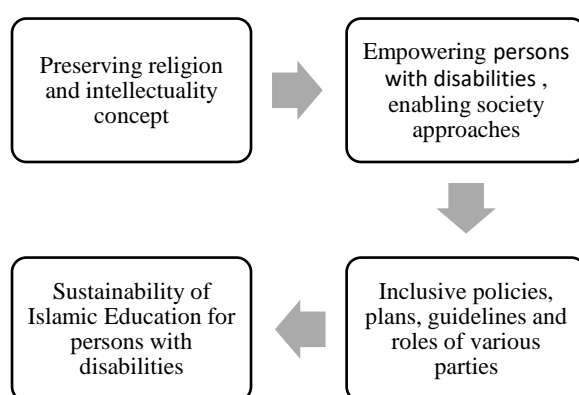 Preserving religion
and intellectuality
concept
Empowering persons
with disabilities ,
enabling society
approaches
Inclusive policies,
plans, guidelines and
roles of various
parties
Sustainability of
Islamic Education for
persons with
disabilities